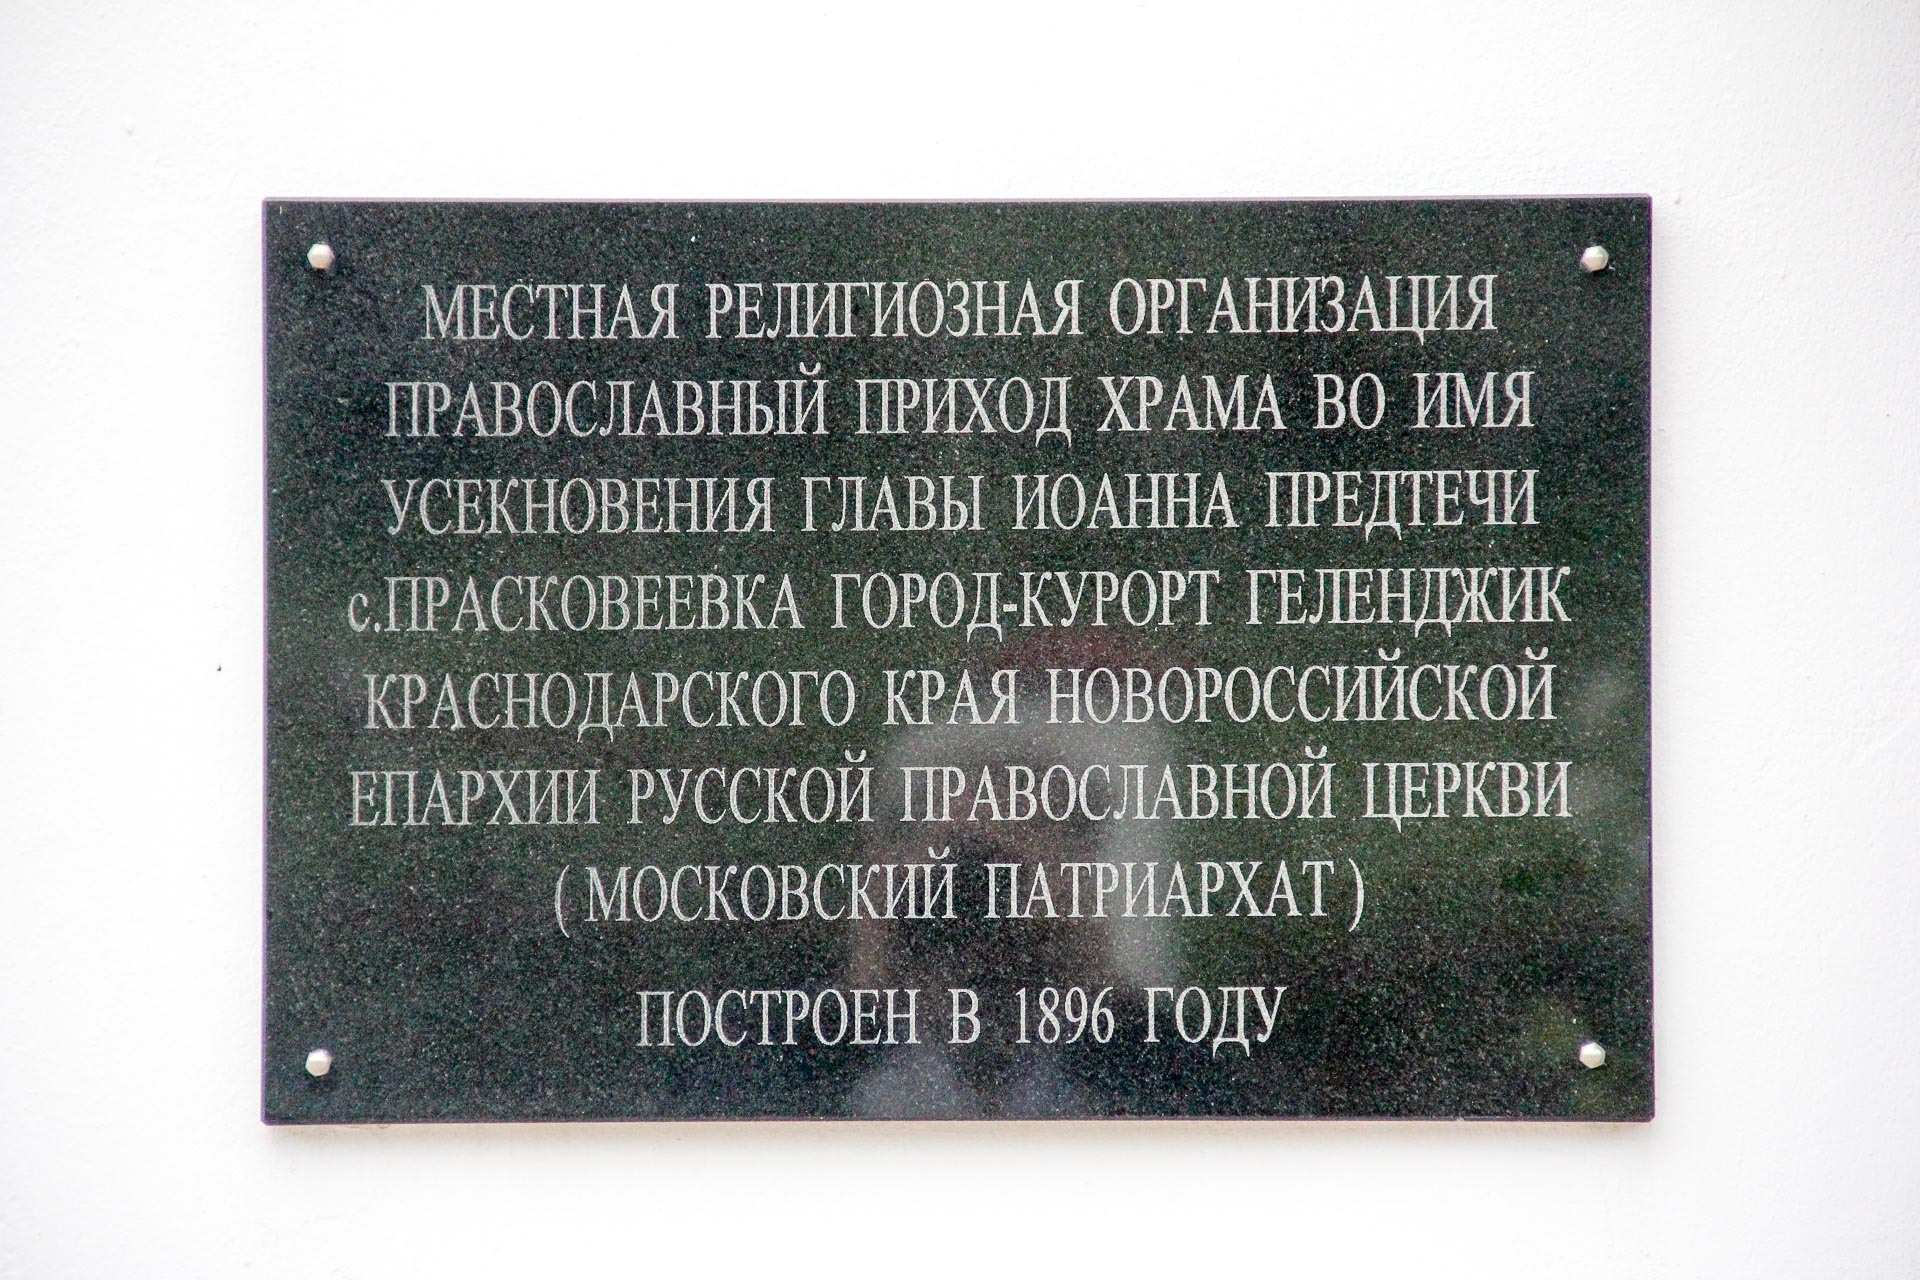 МЕСТНАЯ РЕЛИГИОЗНАЯ ОРГАНИЗАЦИЯ
ПРАВОСЛАВНЫЙ ПРИХОД ХРАМА ВО ИМЯ
УСЕКНОВЕНИЯ ГЛАВЫ ИОАННА ПРЕДТЕЧИ
с.ПРАСКОВЕЕВКА ГОРОД-КУРОРТ ГЕЛЕНДЖИК
КРАСНОДАРСКОГО КРАЯ НОВОРОССИЙСКОЙ
ЕПАРХИИ РУССКОЙ ПРАВОСЛАВНОЙ ЦЕРКВИ
(МОСКОВСКИЙ ПАТРИАРХАТ)
ПОСТРОЕН В 1896 ГОДУ